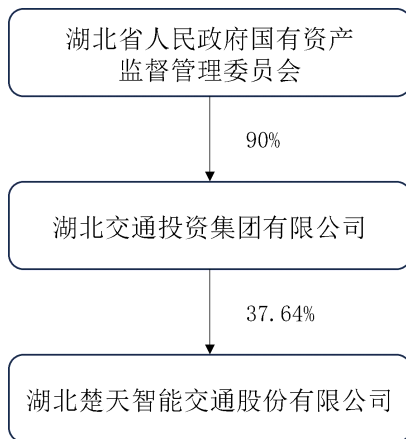 湖北省人民政府国有资产
监督管理委员会
90%
湖北交通投资集团有限公司
37.64%
湖北楚天智能交通股份有限公司